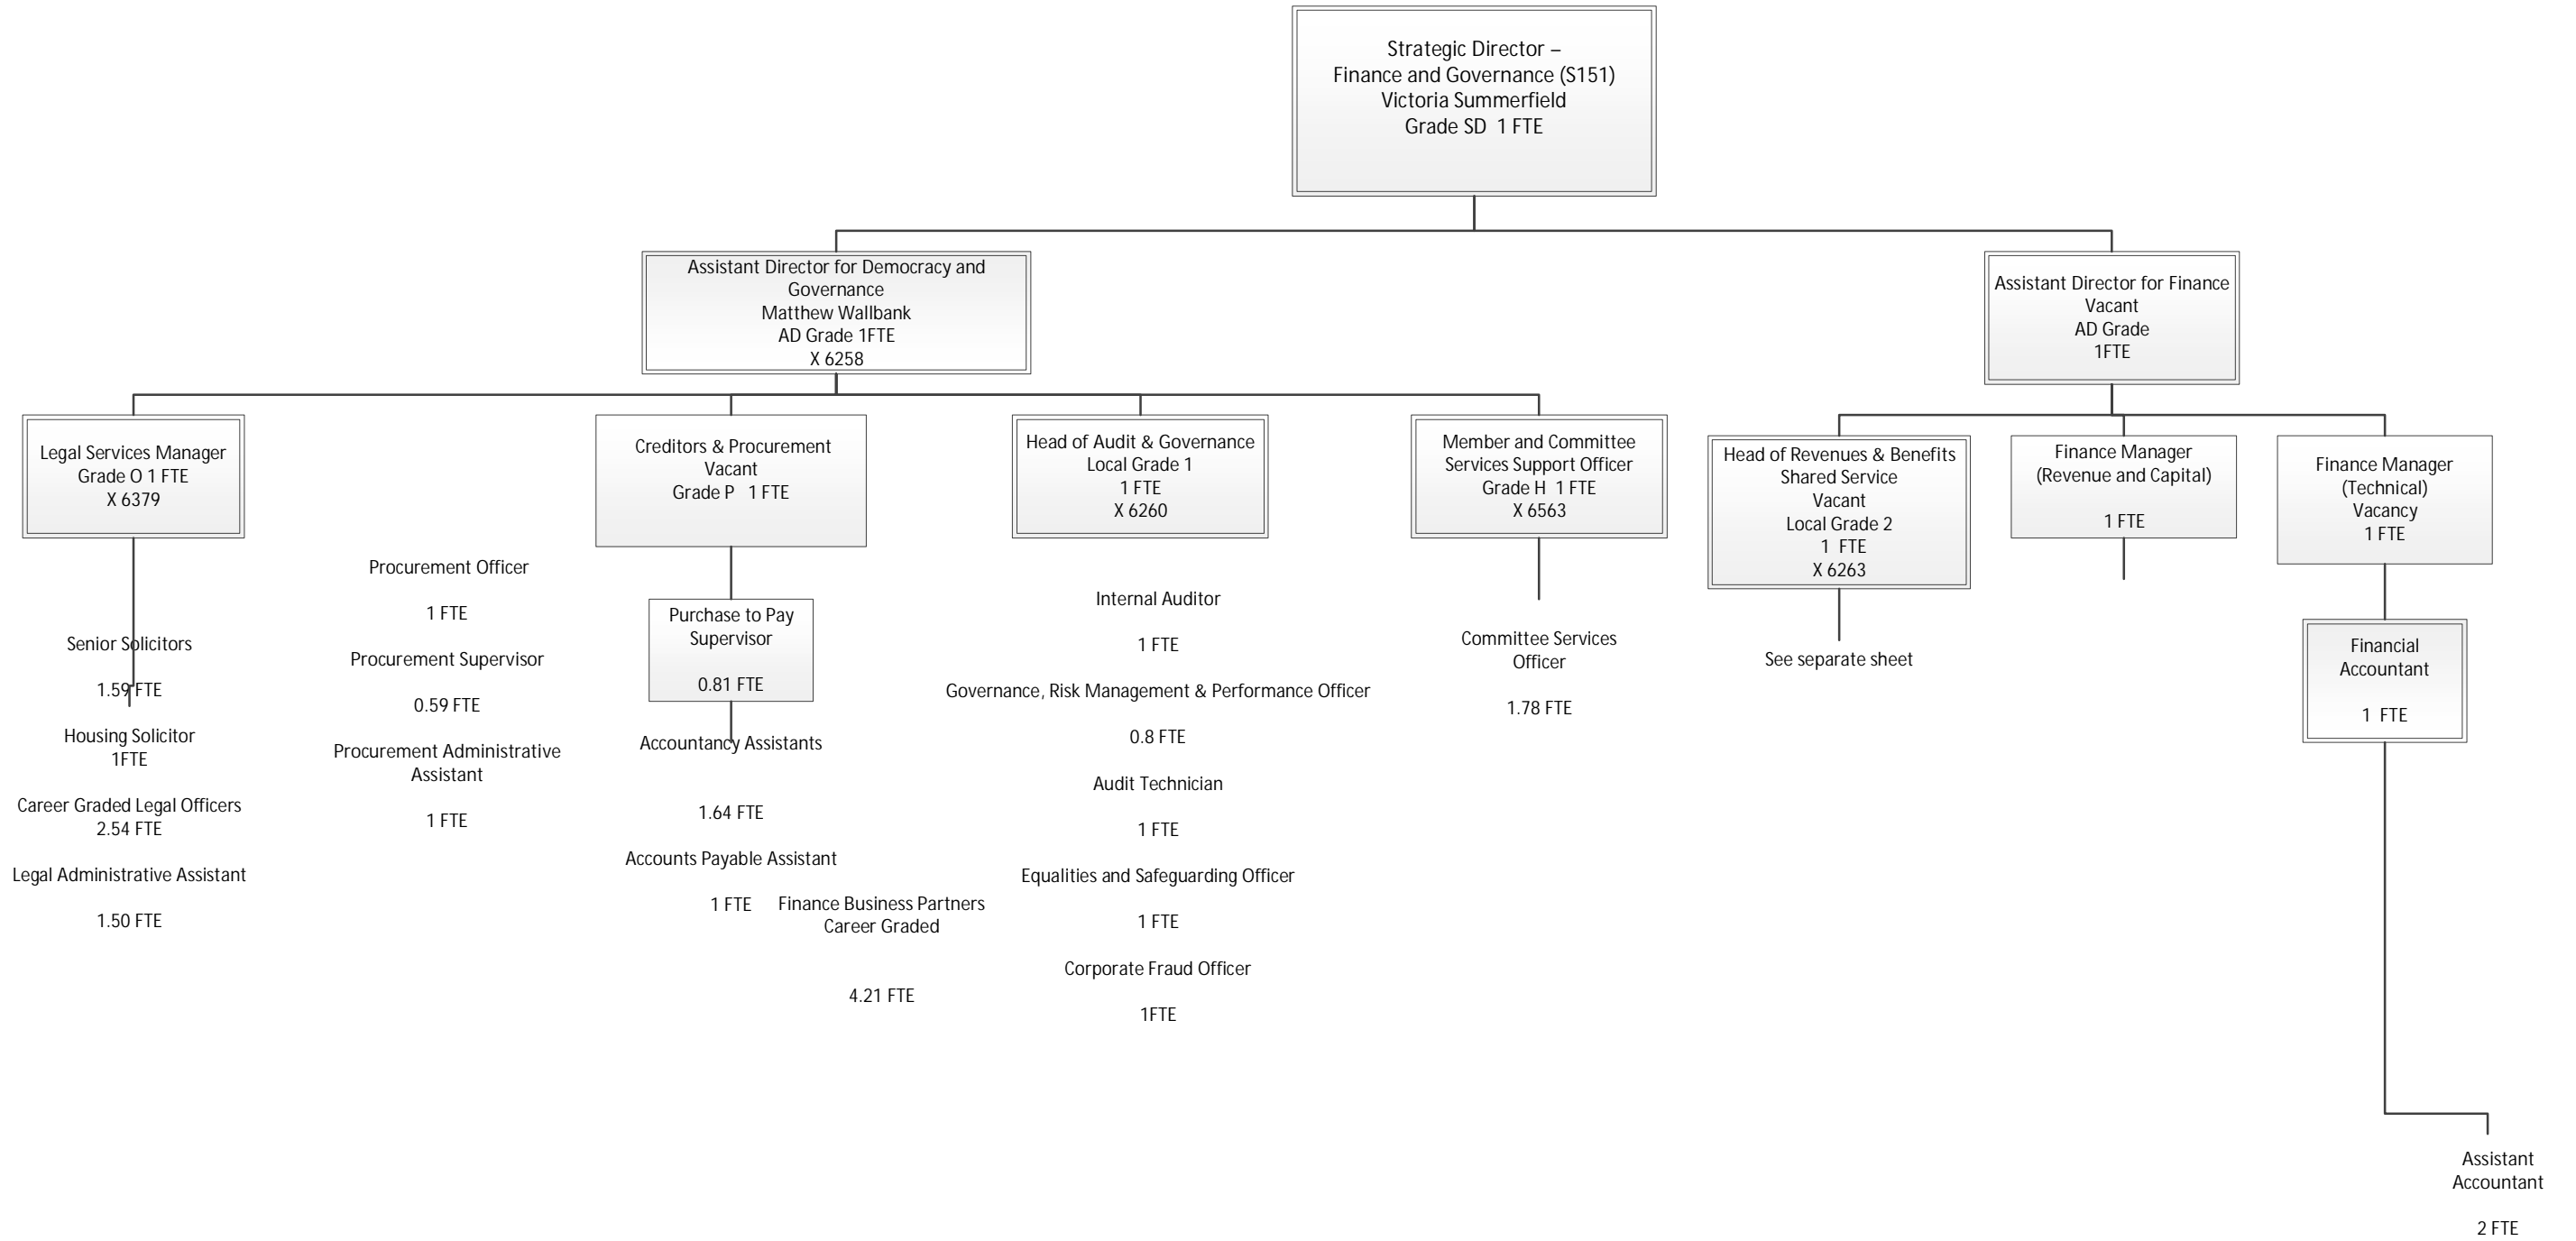 Strategic Director –
Finance and Governance (S151)
Victoria Summerfield
Grade SD 1 FTE
Assistant Director for Democracy and
Governance
Matthew Wallbank
AD Grade 1FTE
X 6258
Assistant Director for Finance
Vacant
AD Grade
1FTE
Legal Services Manager
Grade O 1 FTE
X 6379
Creditors & Procurement
Vacant
Grade P 1 FTE
Head of Audit & Governance
Local Grade 1
1 FTE
X 6260
Member and Committee
Services Support Officer
Grade H 1 FTE
X 6563
Head of Revenues & Benefits
Shared Service
Vacant
Local Grade 2
1 FTE
X 6263
Finance Manager
(Revenue and Capital)
1 FTE
Finance Manager
(Technical)
Vacancy
1 FTE
Senior Solicitors
1.59 FTE
Housing Solicitor
1FTE
Career Graded Legal Officers
2.54 FTE
Legal Administrative Assistant
1.50 FTE
Procurement Officer
1 FTE
Procurement Supervisor
0.59 FTE
Procurement Administrative
Assistant
1 FTE
Purchase to Pay
Supervisor
0.81 FTE
Accountancy Assistants
1.64 FTE
Accounts Payable Assistant
1 FTE
Finance Business Partners
Career Graded
4.21 FTE
Internal Auditor
1 FTE
Governance, Risk Management & Performance Officer
0.8 FTE
Audit Technician
1 FTE
Equalities and Safeguarding Officer
1 FTE
Corporate Fraud Officer
1FTE
Committee Services
Officer
1.78 FTE
See separate sheet
Financial
Accountant
1 FTE
Assistant
Accountant
2 FTE